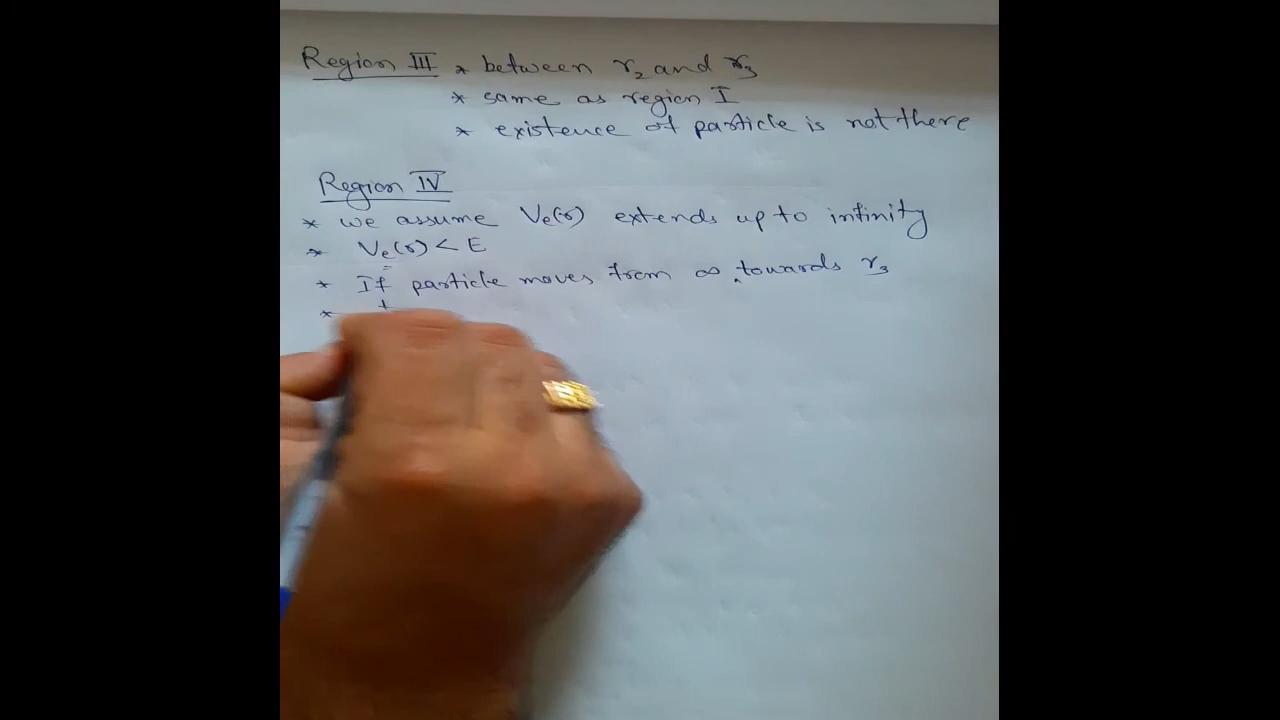 Region III * between r₂ and r₃
* same as region I
* existence of particle is not there
Region IV
* we assume Ve(r) extends up to infinity
* Ve(r) < E
* If particle moves from ∞ towards r₃
*